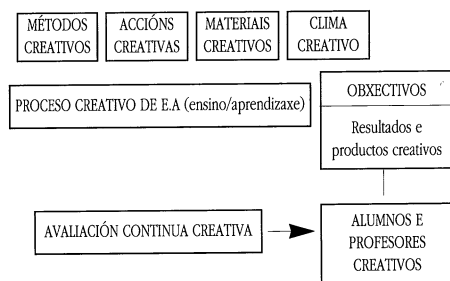 MÉTODOS
CREATIVOS
ACCIÓNS
CREATIVAS
MATERIAIS
CREATIVOS
CLIMA
CREATIVO
PROCESO CREATIVO DE E.A (ensino/aprendizaxe)
OBXECTIVOS
Resultados e
productos creativos
AVALIACIÓN CONTINUA CREATIVA
ALUMNOS E
PROFESORES
CREATIVOS